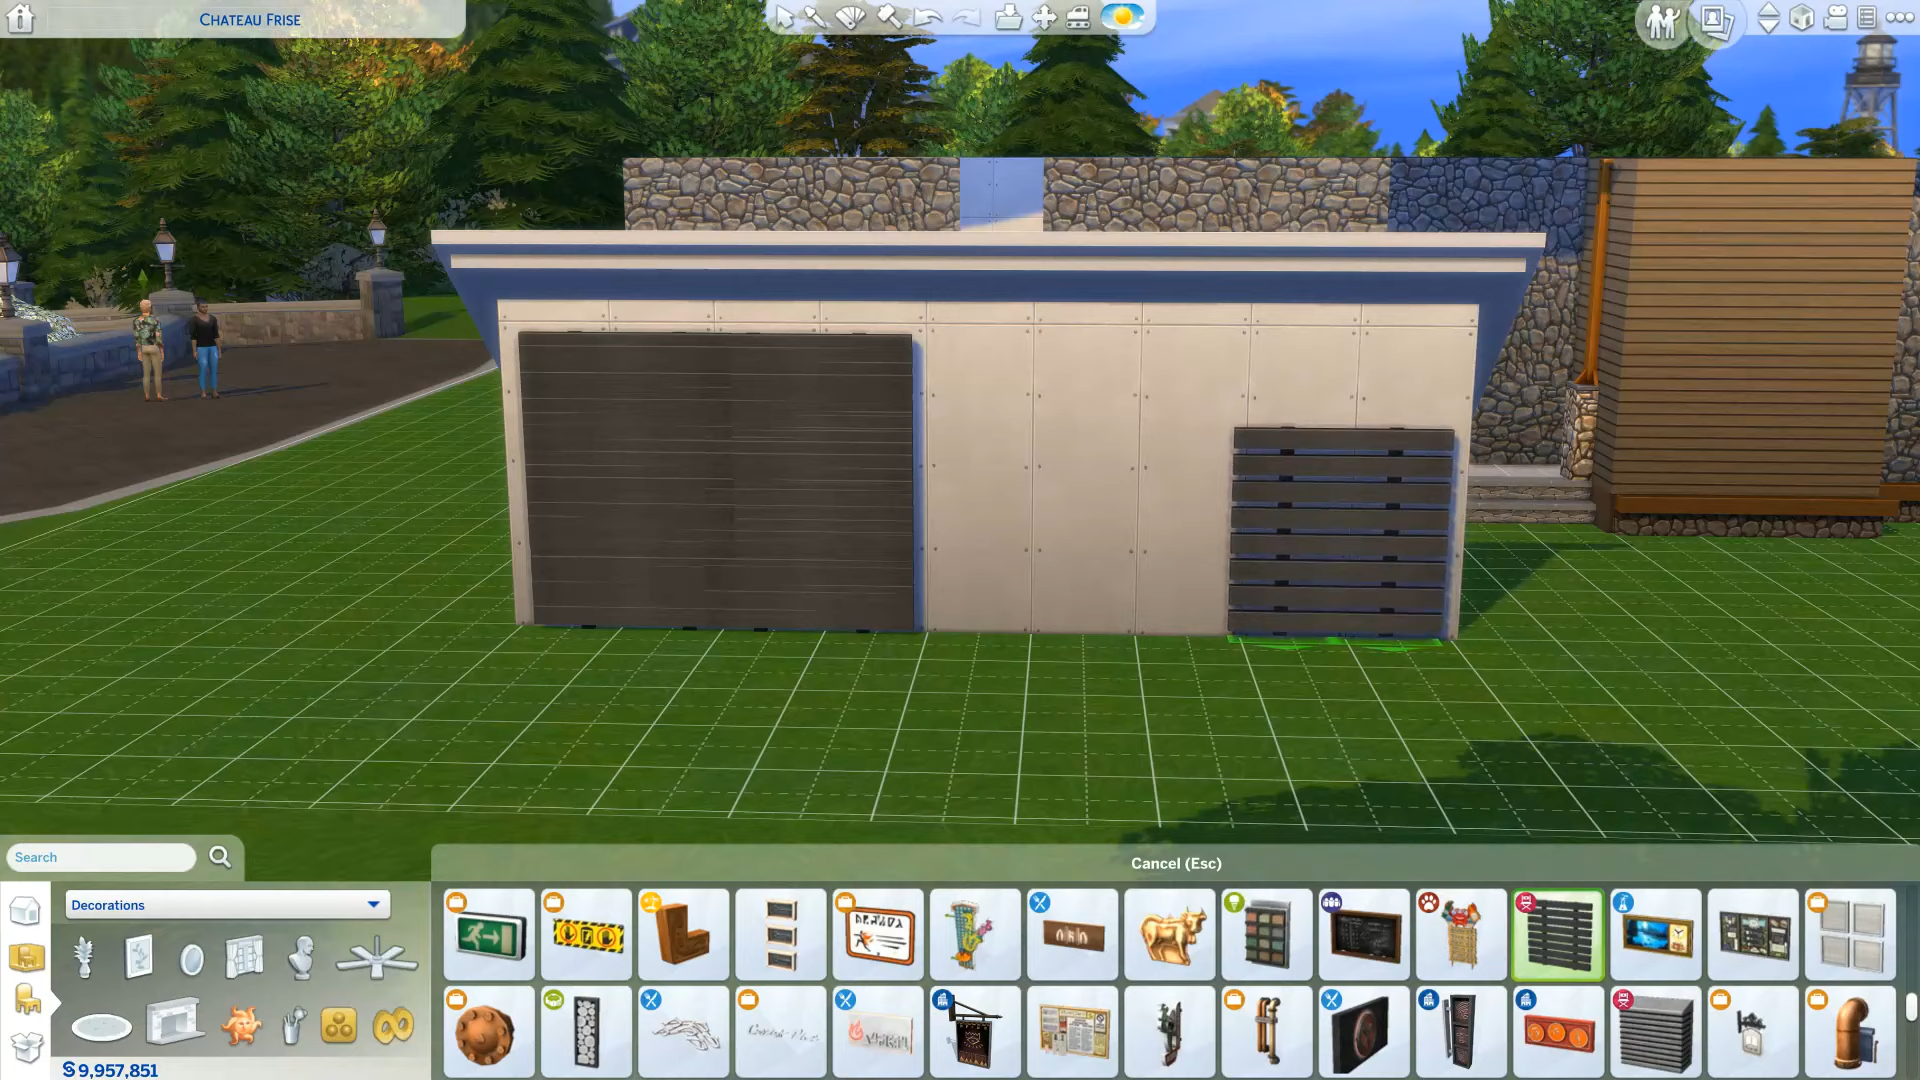 CHATEAU FRISE
Search
Cancel (Esc)
Decorations
§9,957,851